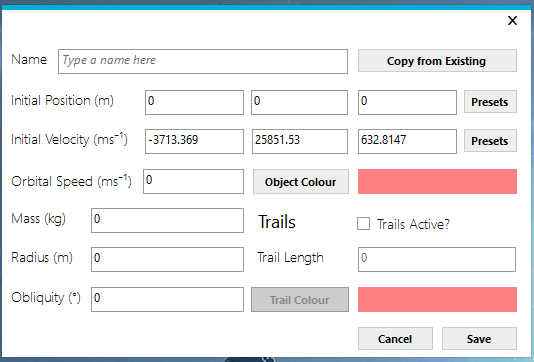 Name Type a name here Copy from Existing
Initial Position (m) 0 0 0 Presets
Initial Velocity (ms⁻¹) -3713.369 25851.53 632.8147 Presets
Orbital Speed (ms⁻¹) 0 Object Colour
Mass (kg) 0 Trails Trails Active?
Radius (m) 0 Trail Length 0
Obliquity (°) 0 Trail Colour
Cancel Save